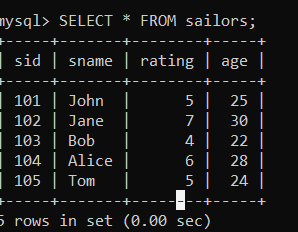 mysql> SELECT * FROM sailors;
+-----+-------+--------+-----+
| sid | sname | rating | age |
+-----+-------+--------+-----+
| 101 | John  |      5 |  25 |
| 102 | Jane  |      7 |  30 |
| 103 | Bob   |      4 |  22 |
| 104 | Alice |      6 |  28 |
| 105 | Tom   |      5 |  24 |
+-----+-------+--------+-----+
5 rows in set (0.00 sec)